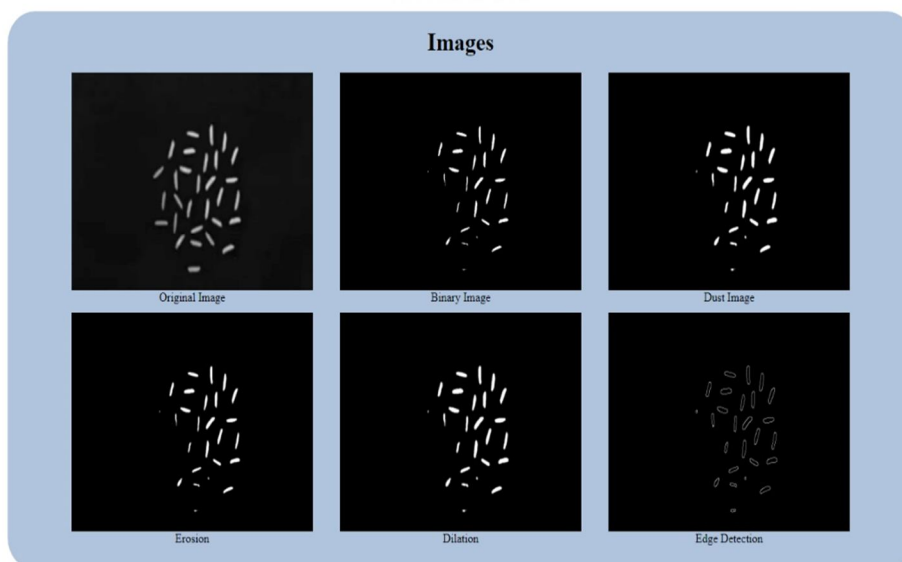 Images
Original Image
Binary Image
Dust Image
Erosion
Dilation
Edge Detection